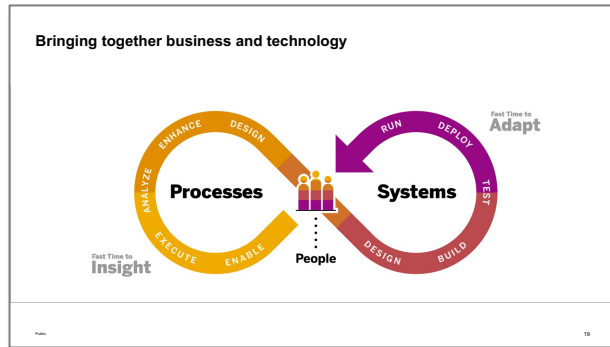 Bringing together business and technology
ENHANCE
DESIGN
ANALYZE
Processes
EXECUTE
ENABLE
Fast Time to
Insight
People
RUN
DEPLOY
TEST
Systems
DESIGN
BUILD
Fast Time to
Adapt
Public
19